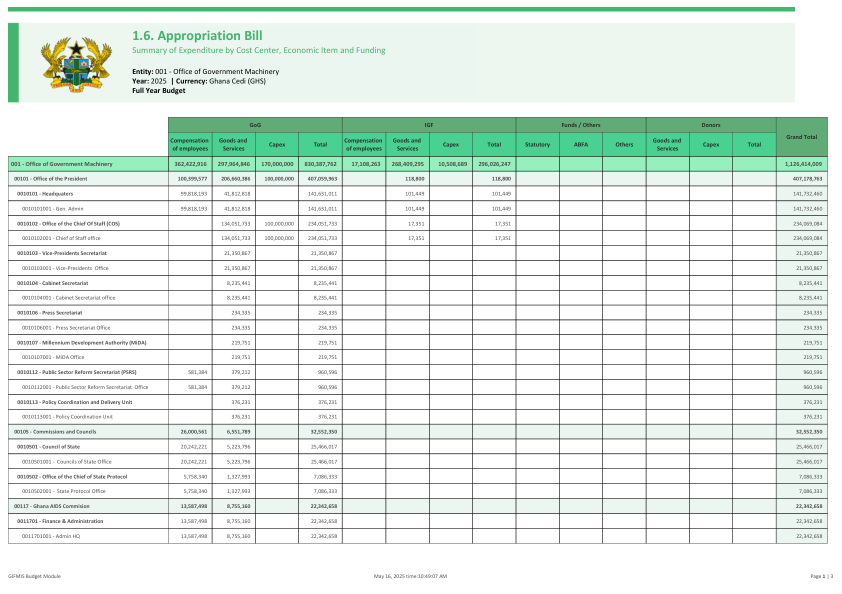 1.6. Appropriation Bill
Summary of Expenditure by Cost Center, Economic Item and Funding
Entity: 001 - Office of Government Machinery
Year: 2025 | Currency: Ghana Cedi (GHS)
Full Year Budget
GoG IGF Funds / Others Donors Grand Total
Compensation of employees Goods and Services Capex Total Compensation of employees Goods and Services Capex Total Statutory ABFA Others Goods and Services Capex Total
001 - Office of Government Machinery 362,422,916 297,964,846 170,000,000 830,387,762 17,108,263 268,409,295 10,508,689 296,026,247 1,126,414,009
00101 - Office of the President 100,399,577 206,660,386 100,000,000 407,059,963 118,800 118,800 407,178,763
0010101 - Headquaters 99,818,193 41,812,818 141,631,011 101,449 101,449 141,732,460
0010101001 - Gen. Admin 99,818,193 41,812,818 141,631,011 101,449 101,449 141,732,460
0010102 - Office of the Chief Of Staff (COS) 134,051,733 100,000,000 234,051,733 17,351 17,351 234,069,084
0010102001 - Chief of Staff office 134,051,733 100,000,000 234,051,733 17,351 17,351 234,069,084
0010103 - Vice-Presidents Secretariat 21,350,867 21,350,867 21,350,867
0010103001 - Vice-Presidents Office 21,350,867 21,350,867 21,350,867
0010104 - Cabinet Secretariat 8,235,441 8,235,441 8,235,441
0010104001 - Cabinet Secretariat office 8,235,441 8,235,441 8,235,441
0010106 - Press Secretariat 234,335 234,335 234,335
0010106001 - Press Secretariat Office 234,335 234,335 234,335
0010107 - Millennium Development Authority (MiDA) 219,751 219,751 219,751
0010107001 - MiDA Office 219,751 219,751 219,751
0010112 - Public Sector Reform Secretariat (PSRS) 581,384 379,212 960,596 960,596
0010112001 - Public Sector Reform Secretariat Office 581,384 379,212 960,596 960,596
0010113 - Policy Coordination and Delivery Unit 376,231 376,231 376,231
0010113001 - Policy Coordination Unit 376,231 376,231 376,231
00105 - Commissions and Councils 26,000,561 6,551,789 32,552,350 32,552,350
0010501 - Council of State 20,242,221 5,223,796 25,466,017 25,466,017
0010501001 - Councils of State Office 20,242,221 5,223,796 25,466,017 25,466,017
0010502 - Office of the Chief of State Protocol 5,758,340 1,327,993 7,086,333 7,086,333
0010502001 - State Protocol Office 5,758,340 1,327,993 7,086,333 7,086,333
00117 - Ghana AIDS Commision 13,587,498 8,755,160 22,342,658 22,342,658
0011701 - Finance & Administration 13,587,498 8,755,160 22,342,658 22,342,658
0011701001 - Admin HQ 13,587,498 8,755,160 22,342,658 22,342,658
GIFMIS Budget Module May 16, 2025 time:10:49:07 AM Page 1 | 3